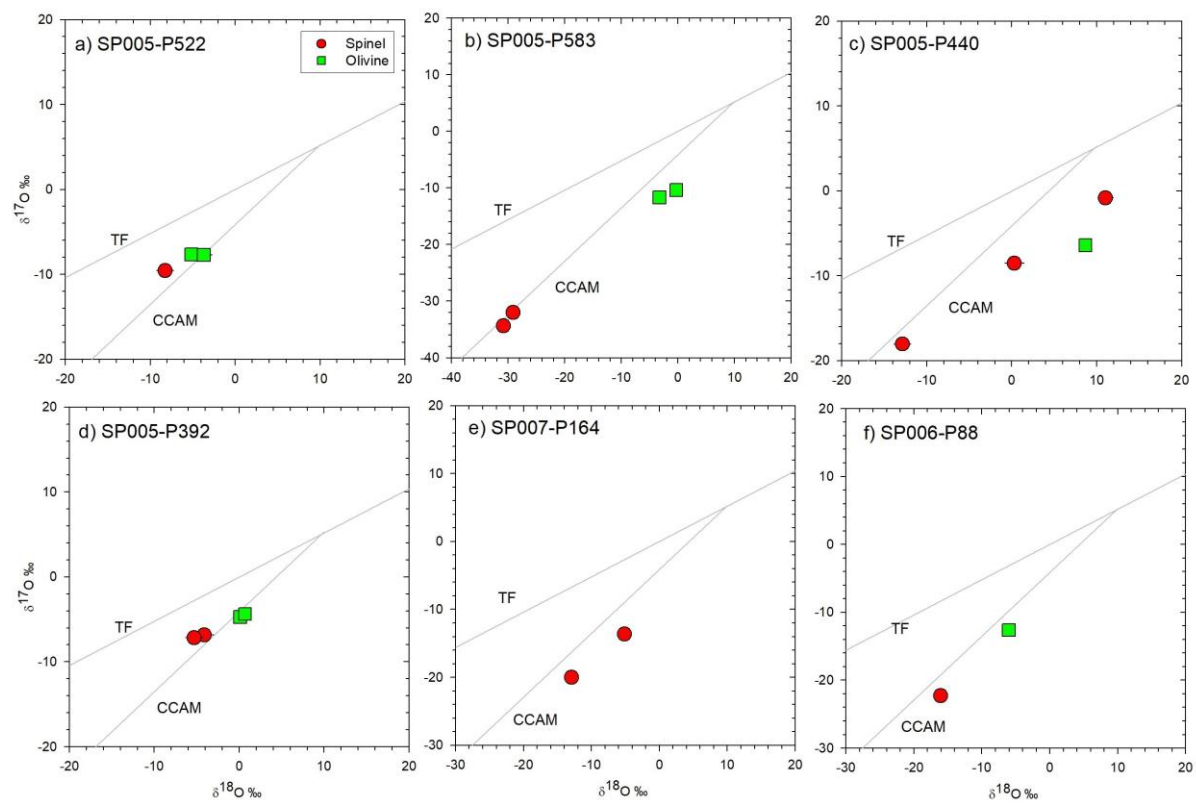 a) SP005-P522
Spinel
Olivine
20
10
0
-10
-20
-20 -10 0 10 20
TF
CCAM
δ17O ‰
b) SP005-P583
20
10
0
-10
-20
-30
-40
-40 -30 -20 -10 0 10 20
TF
CCAM
c) SP005-P440
20
10
0
-10
-20
-20 -10 0 10 20
TF
CCAM
d) SP005-P392
20
10
0
-10
-20
-20 -10 0 10 20
TF
CCAM
δ17O ‰
δ18O ‰
e) SP007-P164
20
10
0
-10
-20
-30
-30 -20 -10 0 10 20
TF
CCAM
δ18O ‰
f) SP006-P88
20
10
0
-10
-20
-30
-30 -20 -10 0 10 20
TF
CCAM
δ18O ‰